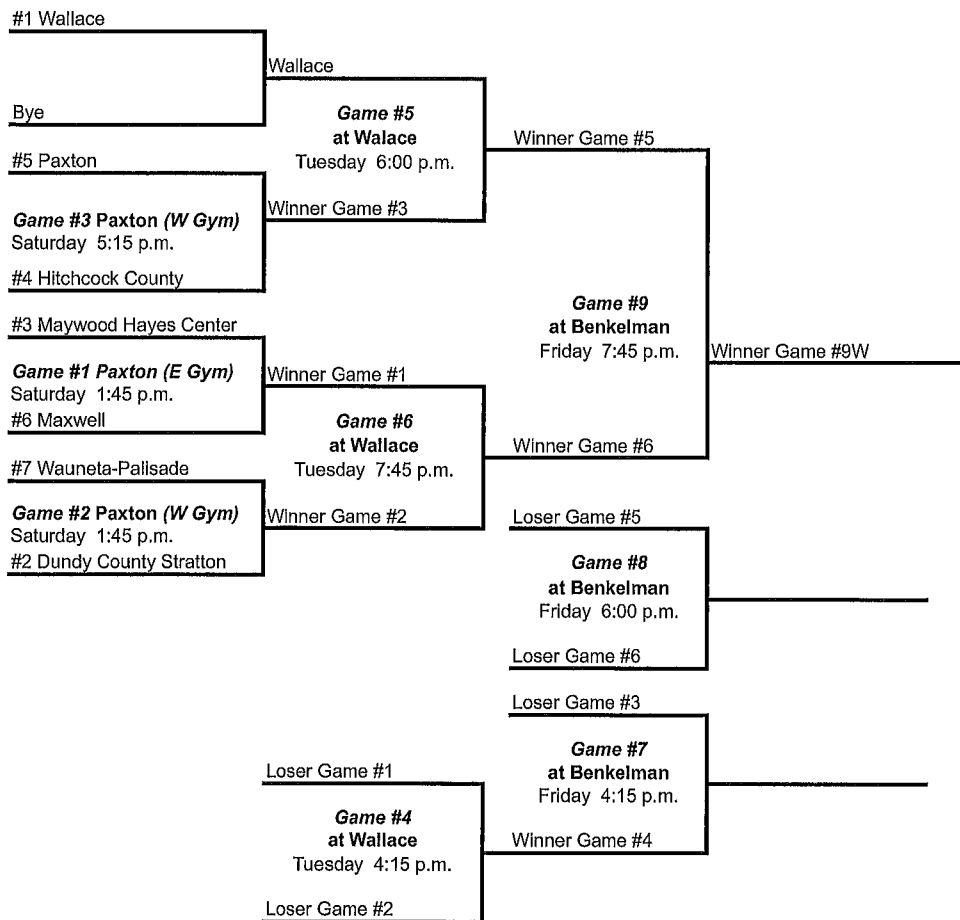 #1 Wallace
Wallace
Bye
Game #5
at Walace
Tuesday 6:00 p.m.
Winner Game #5
#5 Paxton
Game #3 Paxton (W Gym)
Saturday 5:15 p.m.
Winner Game #3
#4 Hitchcock County
Game #9
at Benkelman
Friday 7:45 p.m.
Winner Game #9W
#3 Maywood Hayes Center
Game #1 Paxton (E Gym)
Saturday 1:45 p.m.
#6 Maxwell
Winner Game #1
Game #6
at Wallace
Tuesday 7:45 p.m.
Winner Game #6
#7 Wauneta-Palisade
Game #2 Paxton (W Gym)
Saturday 1:45 p.m.
#2 Dundy County Stratton
Winner Game #2
Loser Game #5
Game #8
at Benkelman
Friday 6:00 p.m.
Loser Game #6
Loser Game #3
Game #7
at Benkelman
Friday 4:15 p.m.
Winner Game #4
Loser Game #1
Game #4
at Wallace
Tuesday 4:15 p.m.
Loser Game #2